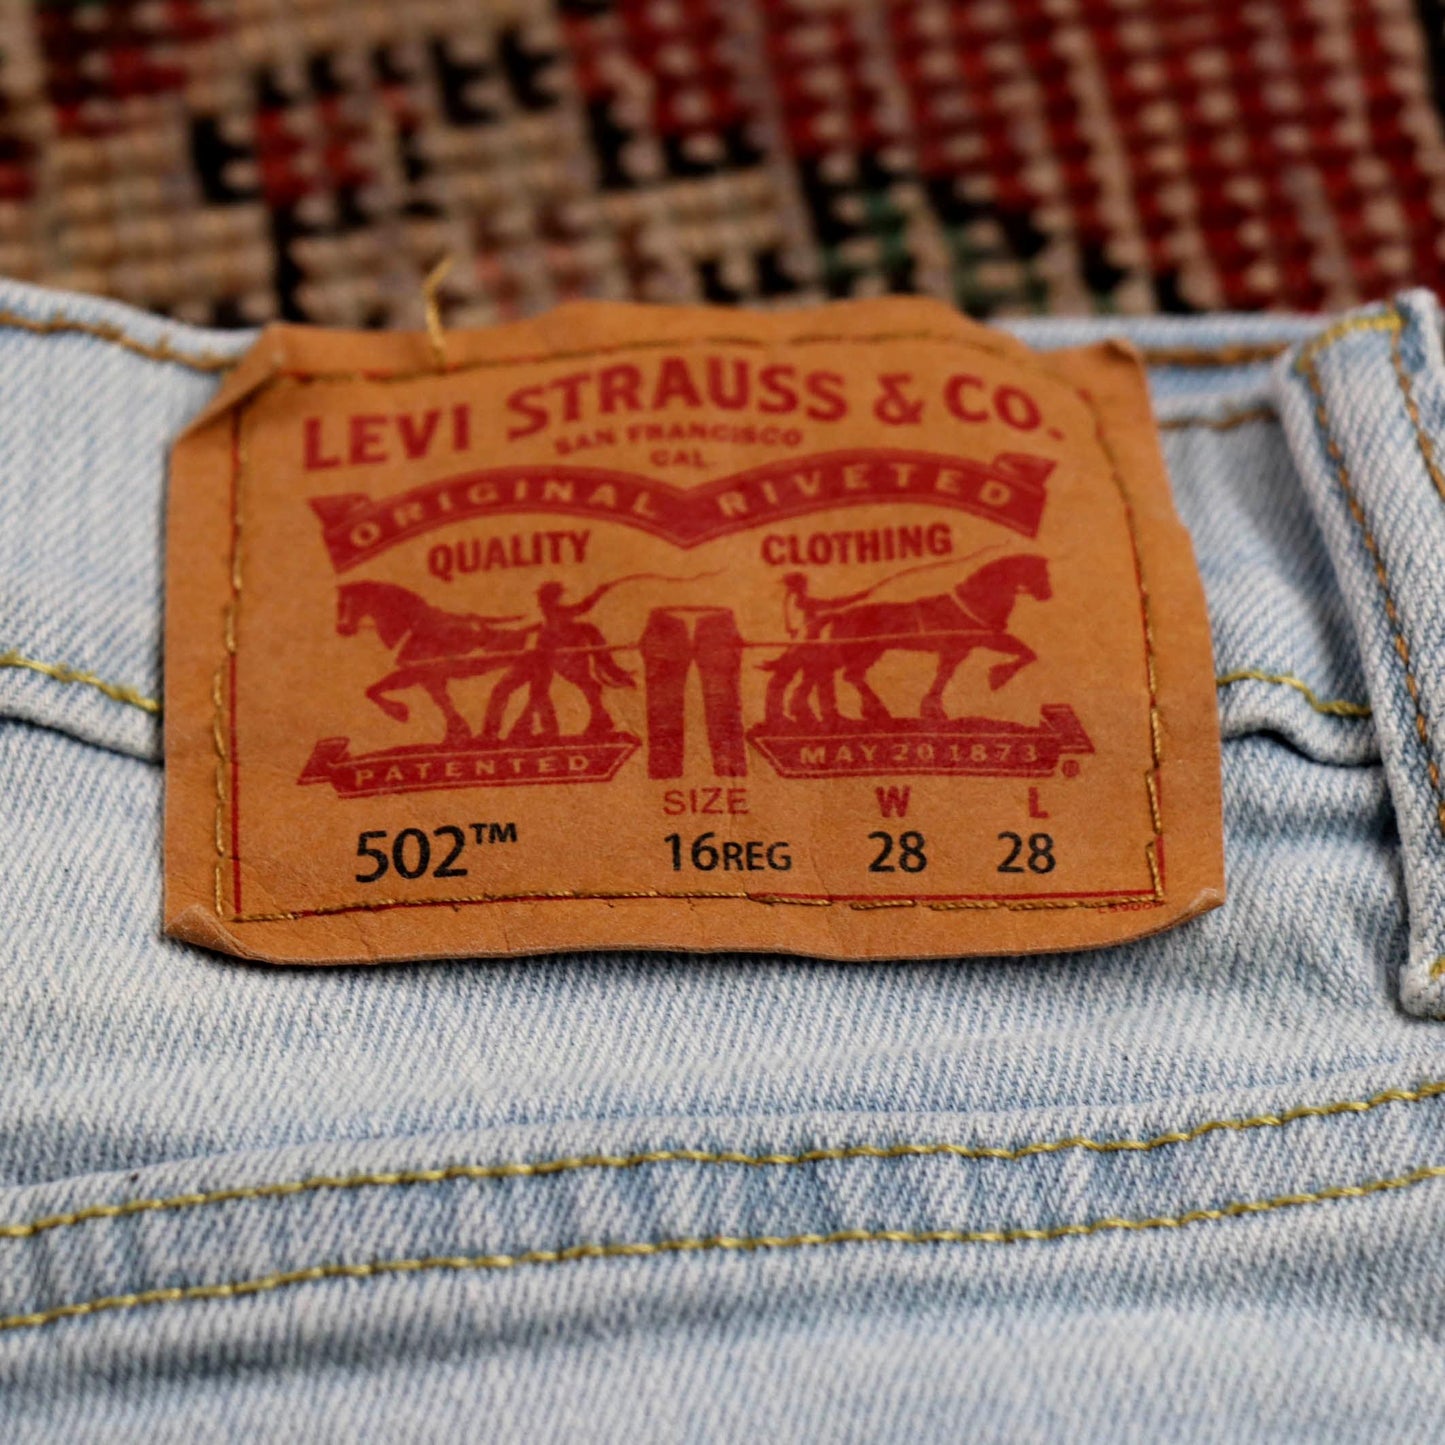 LEVI STRAUSS & CO.
SAN FRANCISCO
CAL.
ORIGINAL RIVETED
QUALITY CLOTHING
PATENTED MAY 20 1873 ®
SIZE W L
502™ 16REG 28 28